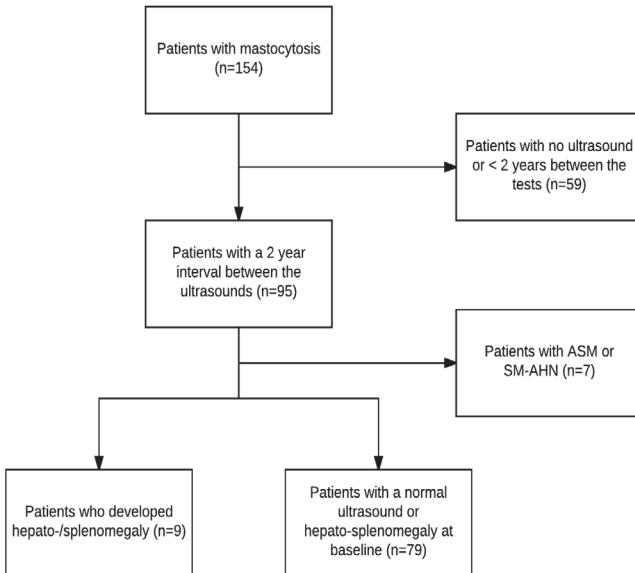 Patients with mastocytosis
(n=154)
Patients with no ultrasound
or < 2 years between the
tests (n=59)
Patients with a 2 year
interval between the
ultrasounds (n=95)
Patients with ASM or
SM-AHN (n=7)
Patients who developed
hepato-/splenomegaly (n=9)
Patients with a normal
ultrasound or
hepato-splenomegaly at
baseline (n=79)